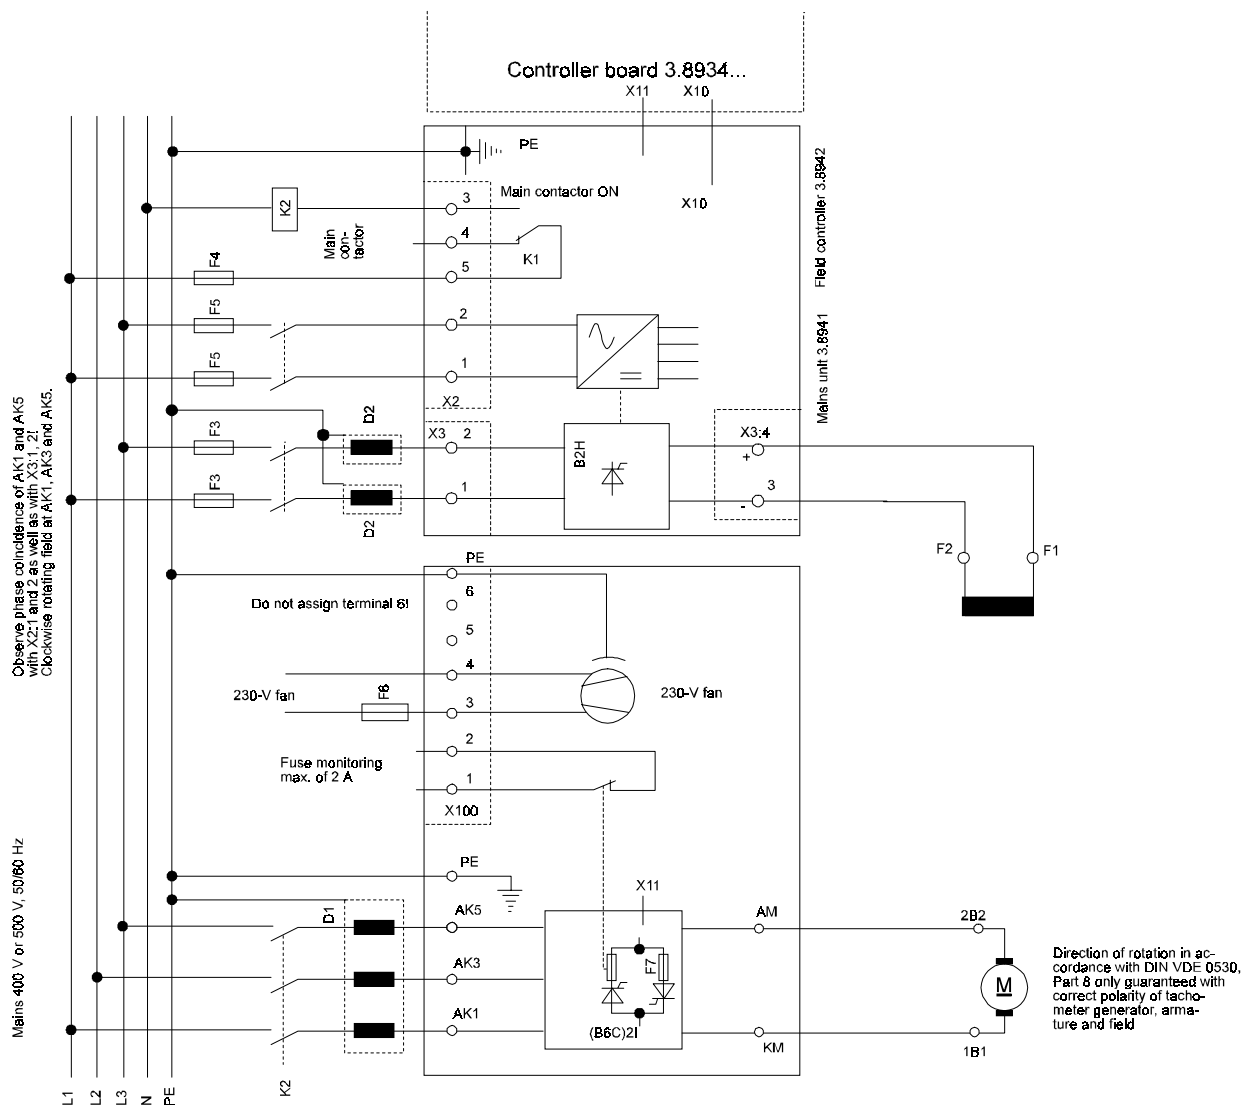 Controller board 3.8934...
X11
X10
PE
Main contactor ON
X10
Field controller 3.8942
K2
3
Main
con-
tactor
4
K1
F4
5
F5
2
Mains unit 3.8941
F5
1
X2
D2
F3
X3
2
B2H
X3:4
+
F3
1
3
-
D2
F2
F1
Observe phase coincidence of AK1 and AK5
with X2:1 and 2 as well as with X3:1, 2!
Clockwise rotating field at AK1, AK3 and AK5.
PE
Do not assign terminal 6!
6
5
4
230-V fan
F6
3
230-V fan
2
Fuse monitoring
max. of 2 A
1
X100
Mains 400 V or 500 V, 50/60 Hz
PE
X11
D1
AK5
AM
2B2
AK3
F7
M
Direction of rotation in ac-
cordance with DIN VDE 0530,
Part 8 only guaranteed with
correct polarity of tacho-
meter generator, arma-
ture and field
AK1
(B6C)2I
KM
1B1
L1
L2
L3
N
PE
K2